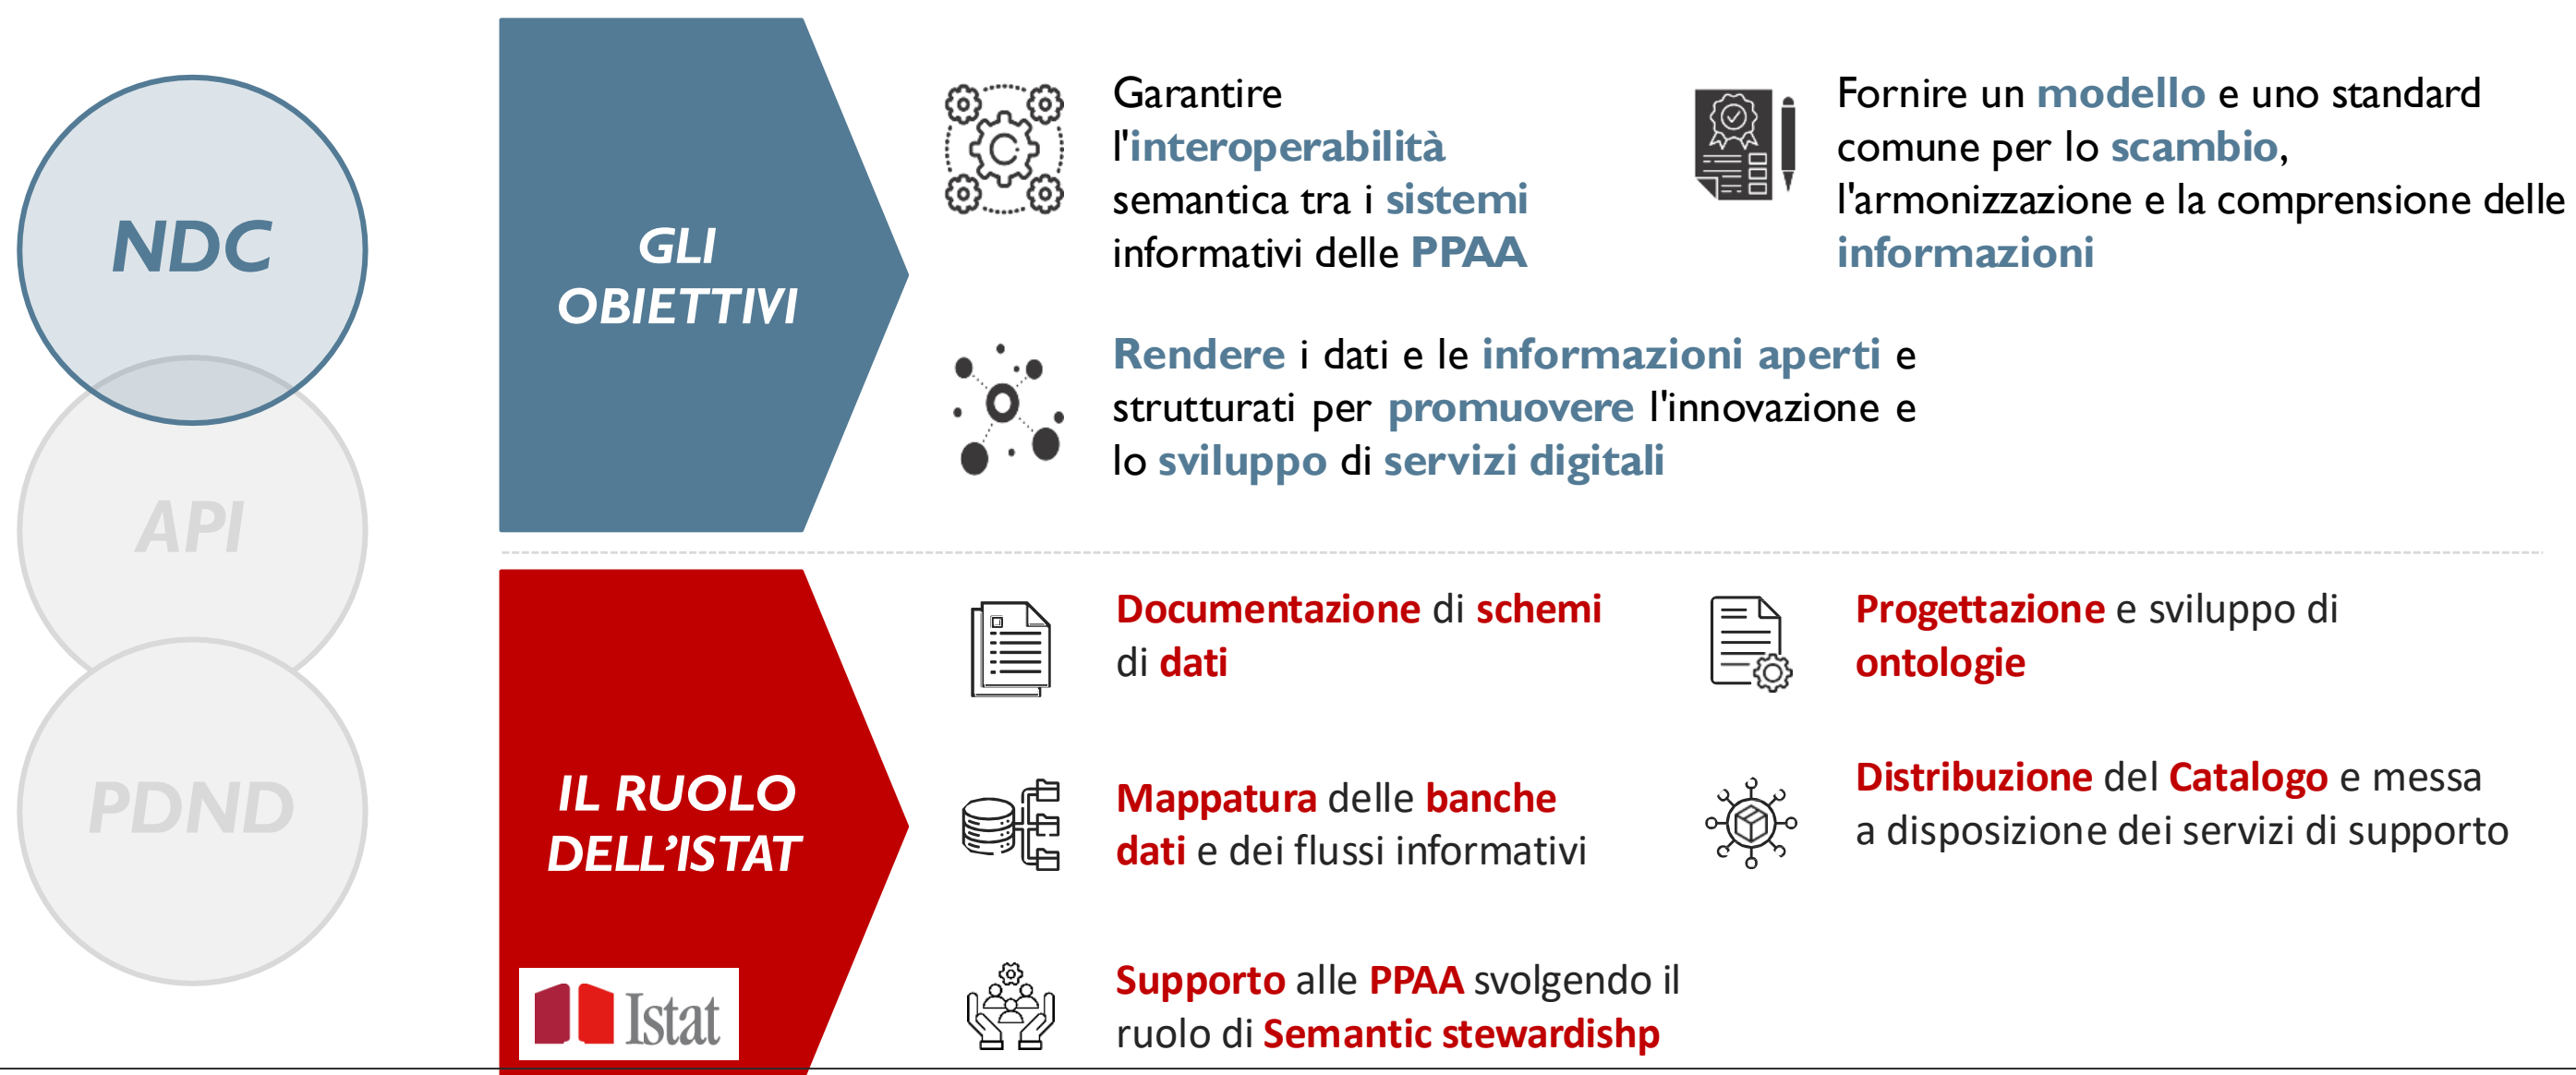 NDC
API
PDND
GLI
OBIETTIVI
Garantire
l'interoperabilità
semantica tra i sistemi
informativi delle PPAA
Fornire un modello e uno standard
comune per lo scambio,
l'armonizzazione e la comprensione delle
informazioni
Rendere i dati e le informazioni aperti e
strutturati per promuovere l'innovazione e
lo sviluppo di servizi digitali
IL RUOLO
DELL’ISTAT
Istat
Documentazione di schemi
di dati
Progettazione e sviluppo di
ontologie
Mappatura delle banche
dati e dei flussi informativi
Distribuzione del Catalogo e messa
a disposizione dei servizi di supporto
Supporto alle PPAA svolgendo il
ruolo di Semantic stewardishp